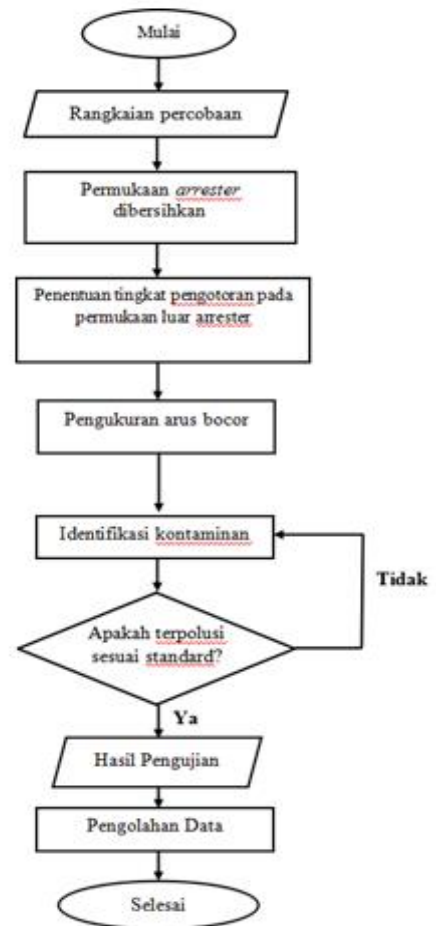 Mulai
Rangkaian percobaan
Permukaan arrester
dibersihkan
Penentuan tingkat pengotoran pada
permukaan luar arrester
Pengukuran arus bocor
Identifikasi kontaminan
Tidak
Apakah terpolusi
sesuai standard?
Ya
Hasil Pengujian
Pengolahan Data
Selesai